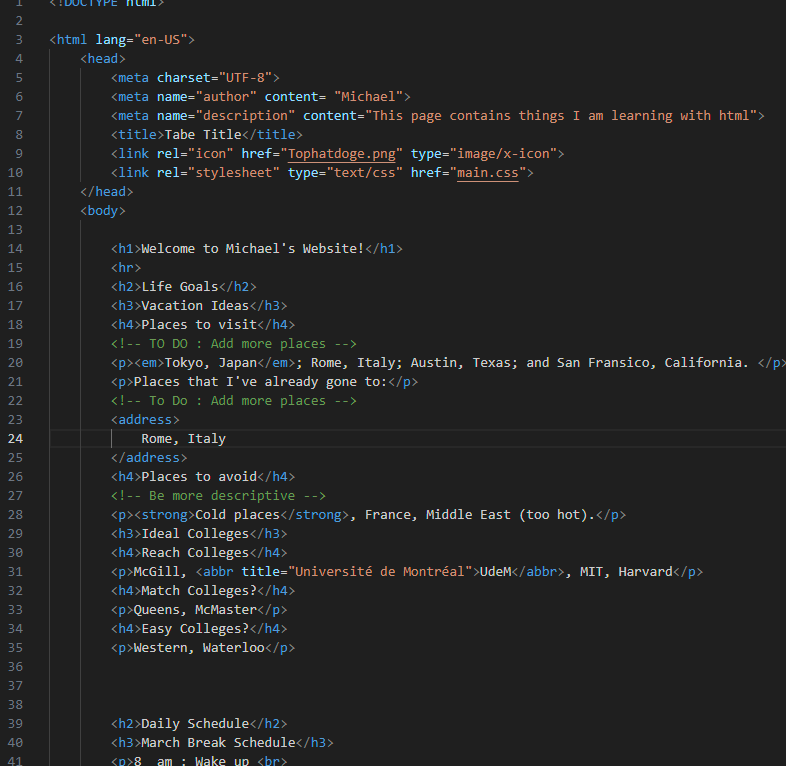 1 <!DOCTYPE html>
2
3 <html lang="en-US">
4 <head>
5 <meta charset="UTF-8">
6 <meta name="author" content= "Michael">
7 <meta name="description" content="This page contains things I am learning with html">
8 <title>Tabe Title</title>
9 <link rel="icon" href="Tophatdoge.png" type="image/x-icon">
10 <link rel="stylesheet" type="text/css" href="main.css">
11 </head>
12 <body>
13
14 <h1>Welcome to Michael's Website!</h1>
15 <hr>
16 <h2>Life Goals</h2>
17 <h3>Vacation Ideas</h3>
18 <h4>Places to visit</h4>
19 <!-- TO DO : Add more places -->
20 <p><em>Tokyo, Japan</em>; Rome, Italy; Austin, Texas; and San Fransico, California. </p>
21 <p>Places that I've already gone to:</p>
22 <!-- To Do : Add more places -->
23 <address>
24 Rome, Italy
25 </address>
26 <h4>Places to avoid</h4>
27 <!-- Be more descriptive -->
28 <p><strong>Cold places</strong>, France, Middle East (too hot).</p>
29 <h3>Ideal Colleges</h3>
30 <h4>Reach Colleges</h4>
31 <p>McGill, <abbr title="Université de Montréal">UdeM</abbr>, MIT, Harvard</p>
32 <h4>Match Colleges?</h4>
33 <p>Queens, McMaster</p>
34 <h4>Easy Colleges?</h4>
35 <p>Western, Waterloo</p>
36
37
38
39 <h2>Daily Schedule</h2>
40 <h3>March Break Schedule</h3>
41 <p>8  am : Wake up <br>